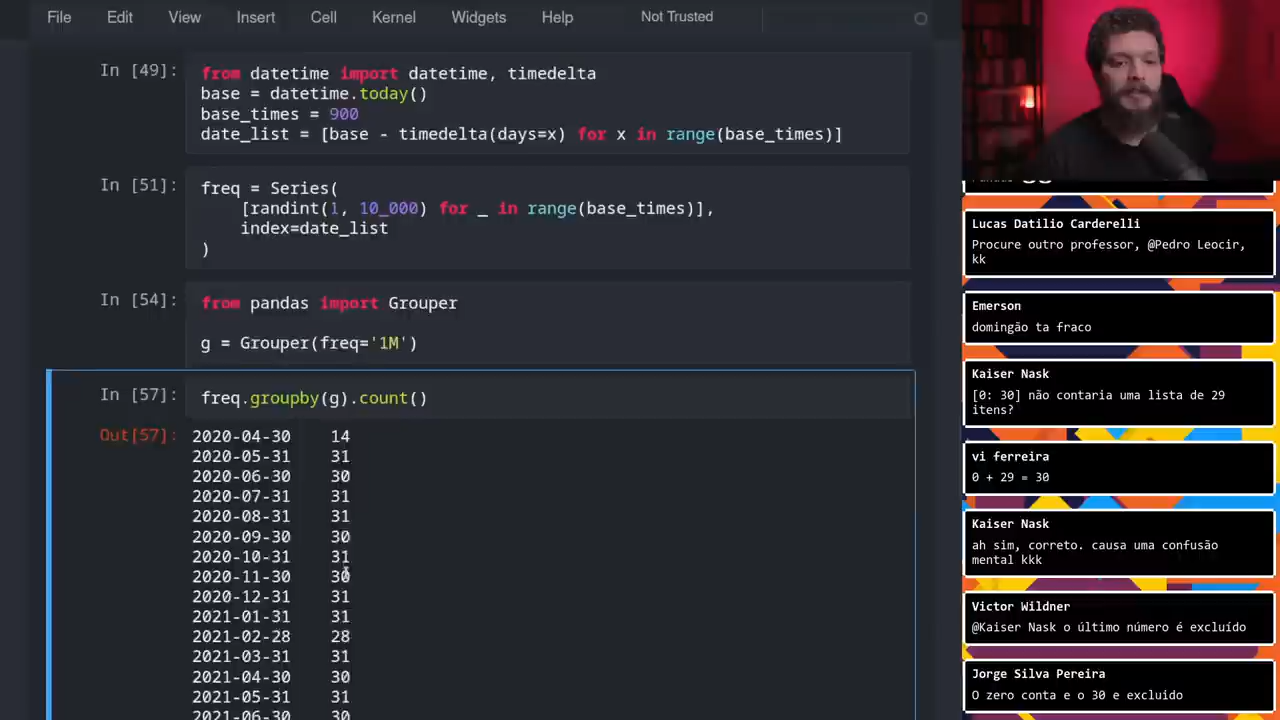 File Edit View Insert Cell Kernel Widgets Help Not Trusted
In [49]:
from datetime import datetime, timedelta
base = datetime.today()
base_times = 900
date_list = [base - timedelta(days=x) for x in range(base_times)]
In [51]:
freq = Series(
[randint(1, 10_000) for _ in range(base_times)],
index=date_list
)
In [54]:
from pandas import Grouper
g = Grouper(freq='1M')
In [57]:
freq.groupby(g).count()
Out[57]:
2020-04-30 14
2020-05-31 31
2020-06-30 30
2020-07-31 31
2020-08-31 31
2020-09-30 30
2020-10-31 31
2020-11-30 30
2020-12-31 31
2021-01-31 31
2021-02-28 28
2021-03-31 31
2021-04-30 30
2021-05-31 31
2021-06-30 30
Lucas Datilio Carderelli
Procure outro professor, @Pedro Leocir,
kk
Emerson
domingão ta fraco
Kaiser Nask
[0: 30] não contaria uma lista de 29
itens?
vi ferreira
0 + 29 = 30
Kaiser Nask
ah sim, correto. causa uma confusão
mental kkk
Victor Wildner
@Kaiser Nask o último número é excluído
Jorge Silva Pereira
O zero conta e o 30 e excluido